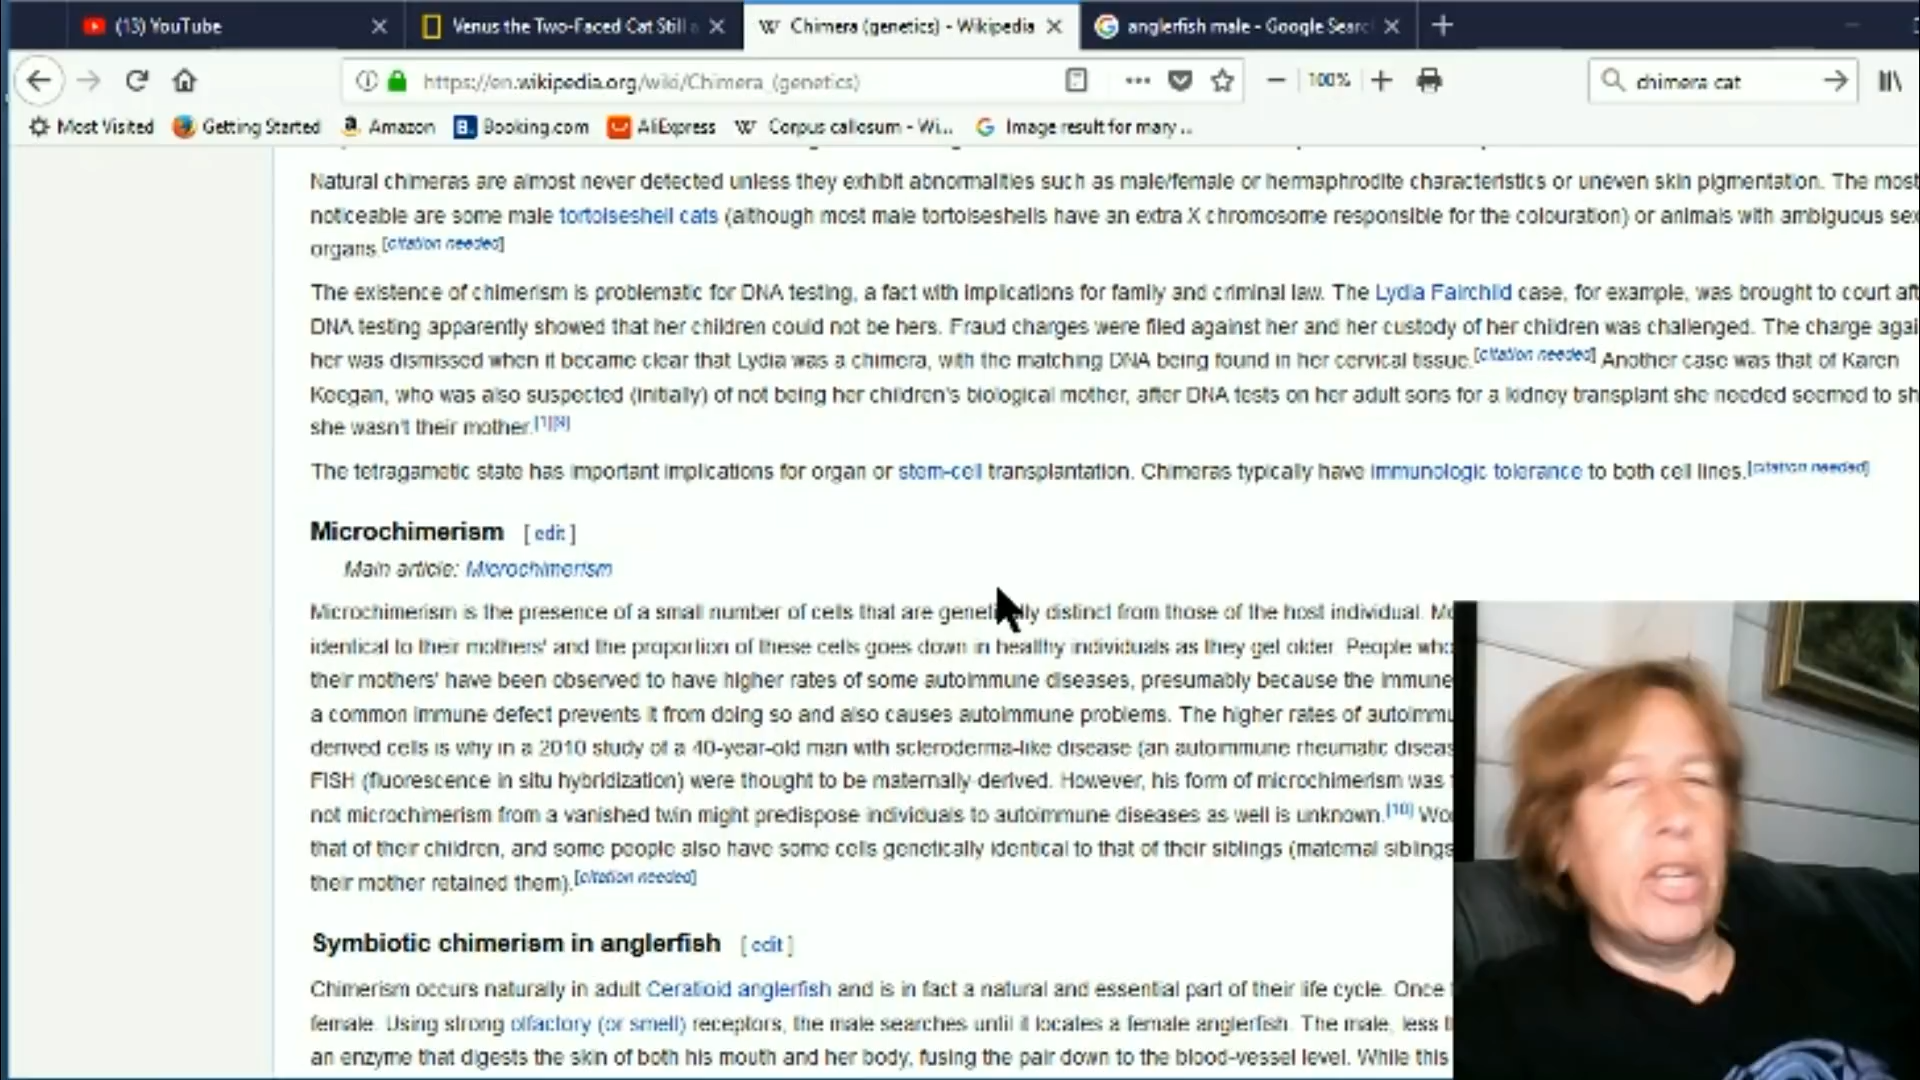 (13) YouTube
Venus the Two-Faced Cat Still a
Chimera (genetics) - Wikipedia
anglerfish male - Google Searc
https://en.wikipedia.org/wiki/Chimera_(genetics)
100%
chimera cat
Most Visited
Getting Started
Amazon
Booking.com
AliExpress
Corpus callosum - Wi...
Image result for mary ...
Natural chimeras are almost never detected unless they exhibit abnormalities such as male/female or hermaphrodite characteristics or uneven skin pigmentation. The most
noticeable are some male tortoiseshell cats (although most male tortoiseshells have an extra X chromosome responsible for the colouration) or animals with ambiguous sex
organs.[citation needed]
The existence of chimerism is problematic for DNA testing, a fact with implications for family and criminal law. The Lydia Fairchild case, for example, was brought to court aft
DNA testing apparently showed that her children could not be hers. Fraud charges were filed against her and her custody of her children was challenged. The charge agai
her was dismissed when it became clear that Lydia was a chimera, with the matching DNA being found in her cervical tissue.[citation needed] Another case was that of Karen
Keegan, who was also suspected (initially) of not being her children's biological mother, after DNA tests on her adult sons for a kidney transplant she needed seemed to sh
she wasn't their mother.[1][9]
The tetragametic state has important implications for organ or stem-cell transplantation. Chimeras typically have immunologic tolerance to both cell lines.[citation needed]
Microchimerism [ edit ]
Main article: Microchimerism
Microchimerism is the presence of a small number of cells that are genetically distinct from those of the host individual. Mo
identical to their mothers' and the proportion of these cells goes down in healthy individuals as they get older. People who
their mothers' have been observed to have higher rates of some autoimmune diseases, presumably because the immune
a common immune defect prevents it from doing so and also causes autoimmune problems. The higher rates of autoimmu
derived cells is why in a 2010 study of a 40-year-old man with scleroderma-like disease (an autoimmune rheumatic diseas
FISH (fluorescence in situ hybridization) were thought to be maternally-derived. However, his form of microchimerism was
not microchimerism from a vanished twin might predispose individuals to autoimmune diseases as well is unknown.[10] Wo
that of their children, and some people also have some cells genetically identical to that of their siblings (maternal siblings
their mother retained them).[citation needed]
Symbiotic chimerism in anglerfish [ edit ]
Chimerism occurs naturally in adult Ceratioid anglerfish and is in fact a natural and essential part of their life cycle. Once
female. Using strong olfactory (or smell) receptors, the male searches until it locates a female anglerfish. The male, less
an enzyme that digests the skin of both his mouth and her body, fusing the pair down to the blood-vessel level. While this